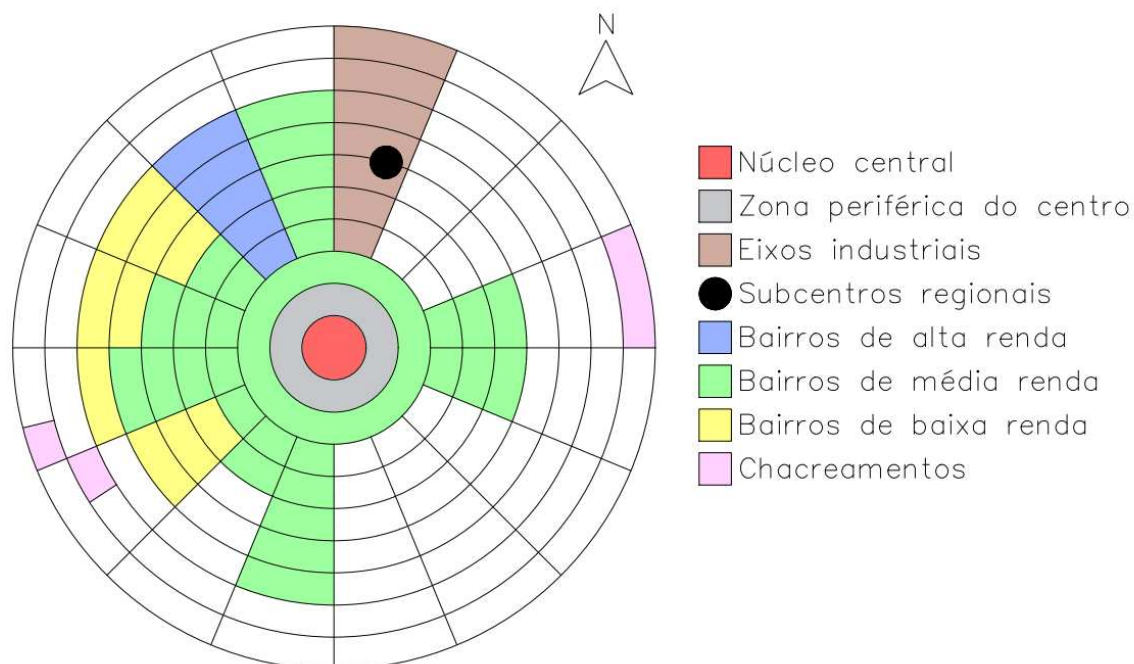 N
Núcleo central
Zona periférica do centro
Eixos industriais
Subcentros regionais
Bairros de alta renda
Bairros de média renda
Bairros de baixa renda
Chacreamentos